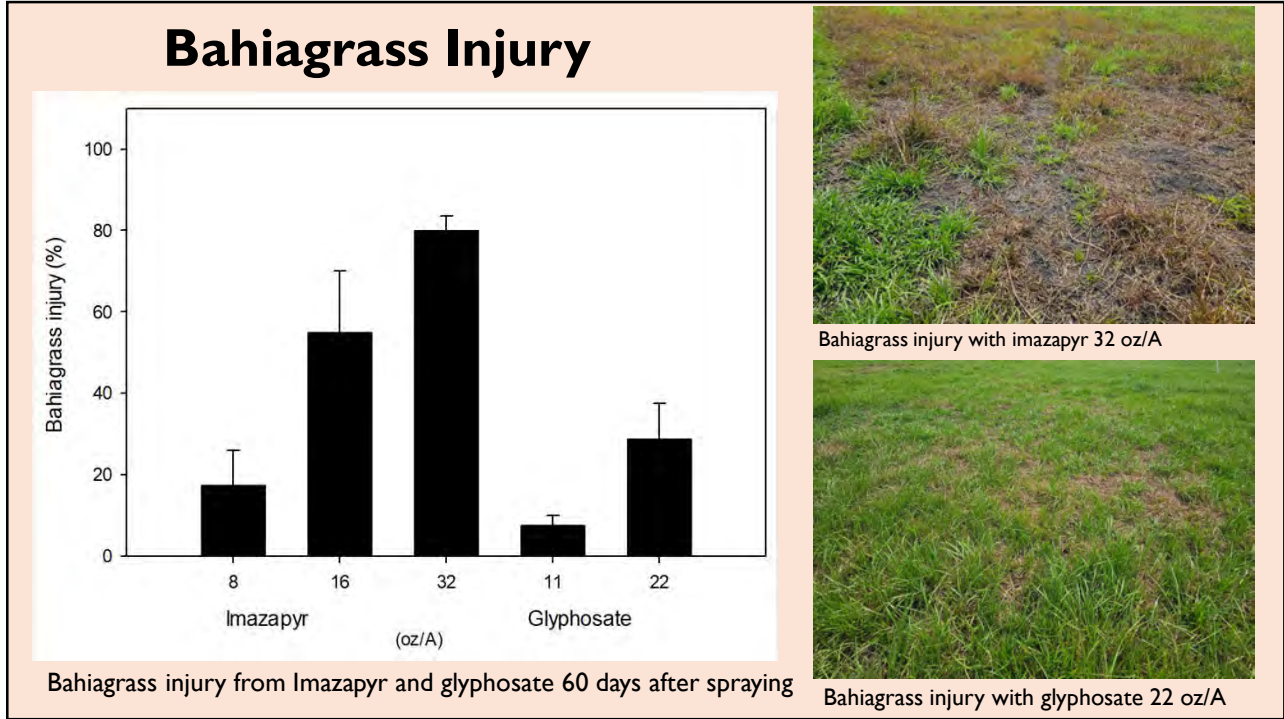 Bahiagrass Injury
Bahiagrass injury (%)
100
80
60
40
20
0
8 16 32 11 22
Imazapyr Glyphosate
(oz/A)
Bahiagrass injury from Imazapyr and glyphosate 60 days after spraying
Bahiagrass injury with imazapyr 32 oz/A
Bahiagrass injury with glyphosate 22 oz/A